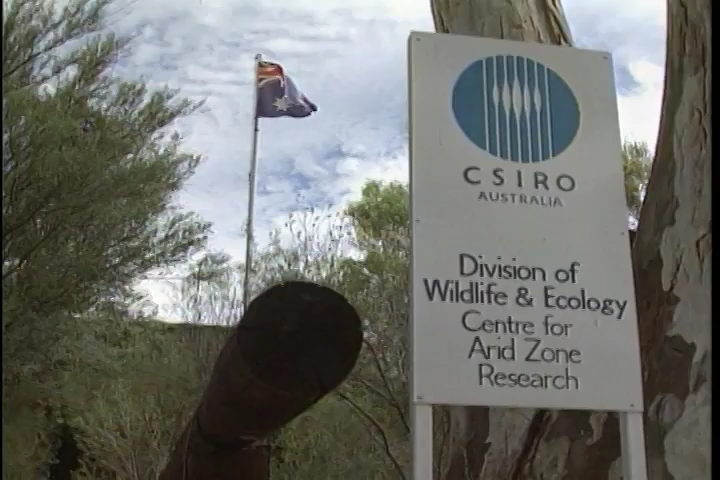 CSIRO
AUSTRALIA
Division of
Wildlife & Ecology
Centre for
Arid Zone
Research